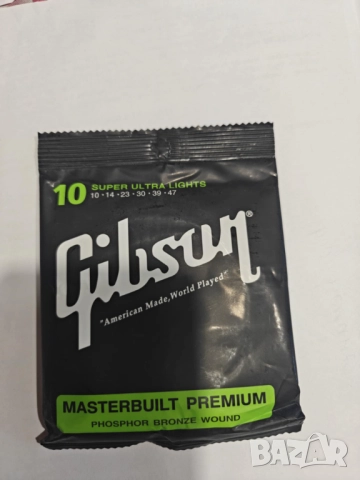 10 SUPER ULTRA LIGHTS
10 • 14 • 23 • 30 • 39 • 47
Gibson®
"American Made, World Played"
MASTERBUILT PREMIUM
PHOSPHOR BRONZE WOUND
BAZAR